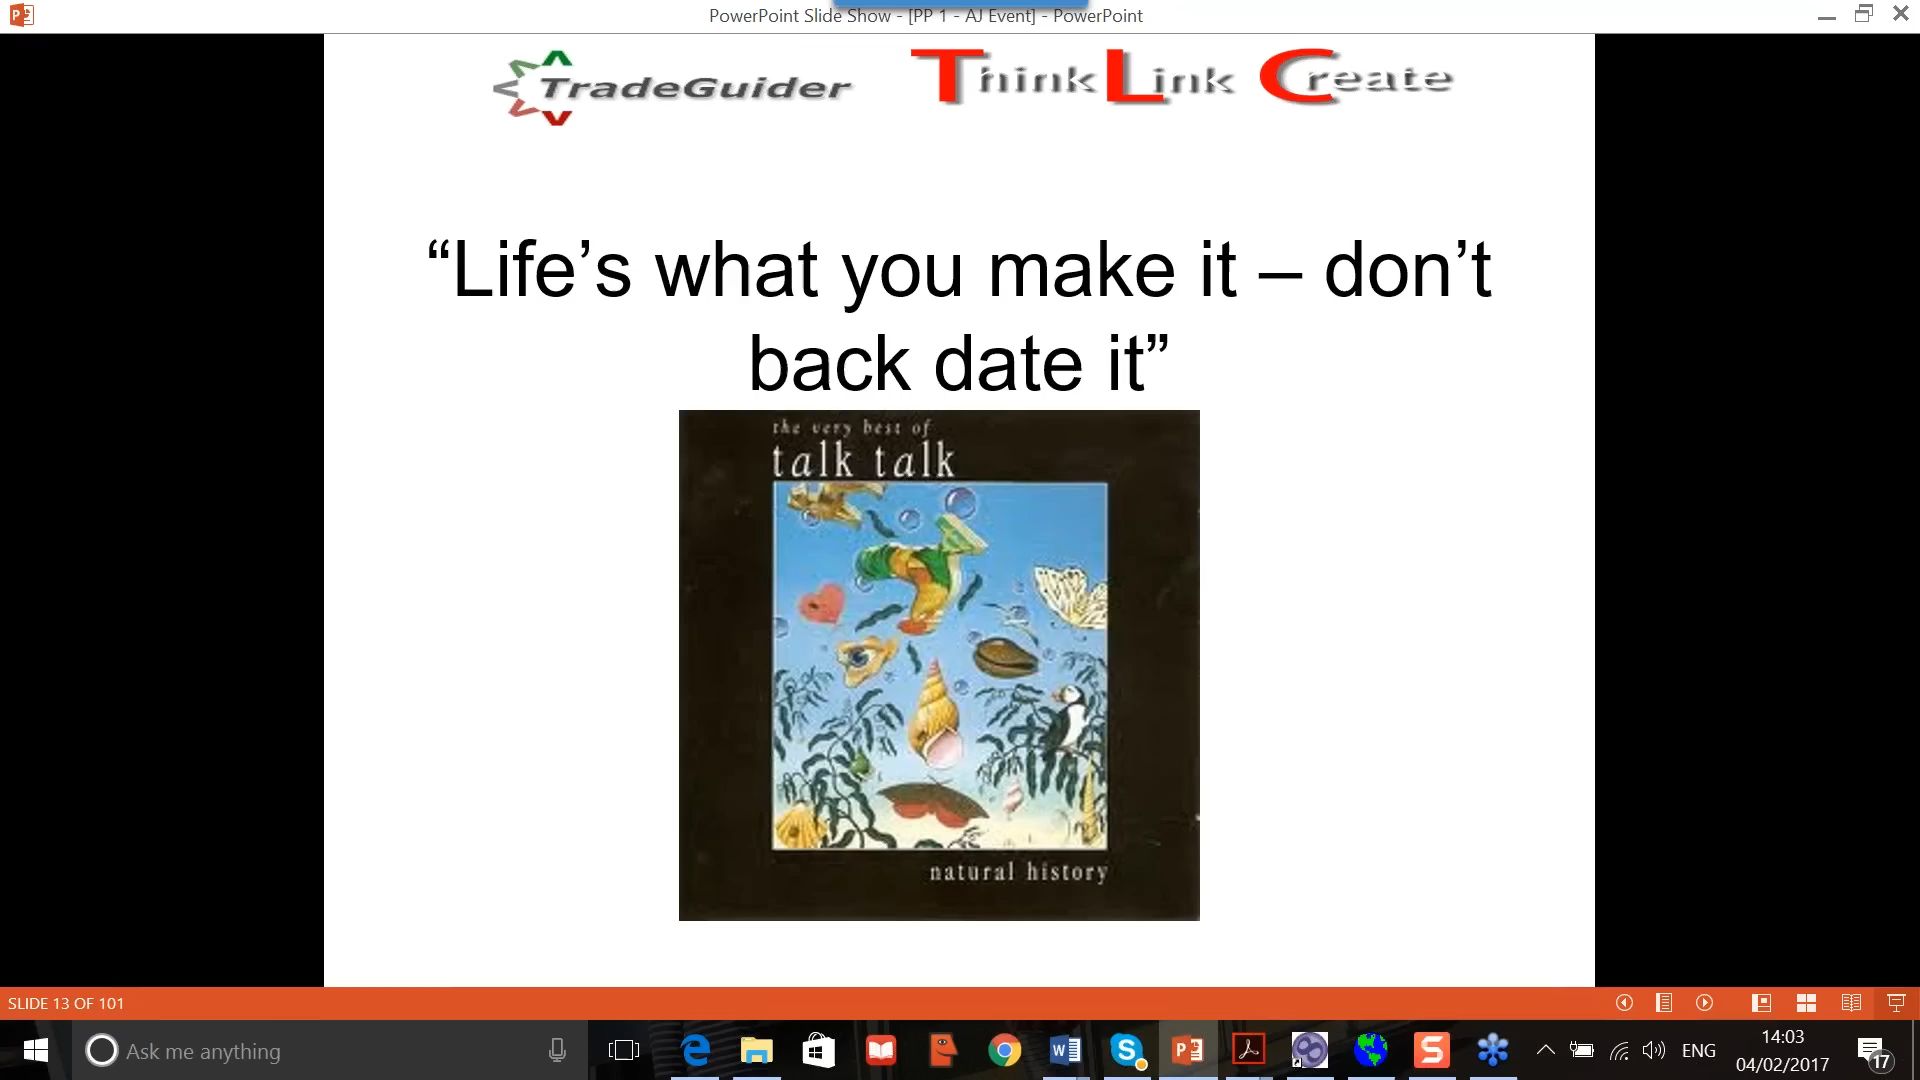 PowerPoint Slide Show - [PP 1 - AJ Event] - PowerPoint
TradeGuider
Think Link Create
“Life’s what you make it – don’t
back date it”
the very best of
talk talk
natural history
SLIDE 13 OF 101
Ask me anything
ENG
14:03
04/02/2017
17